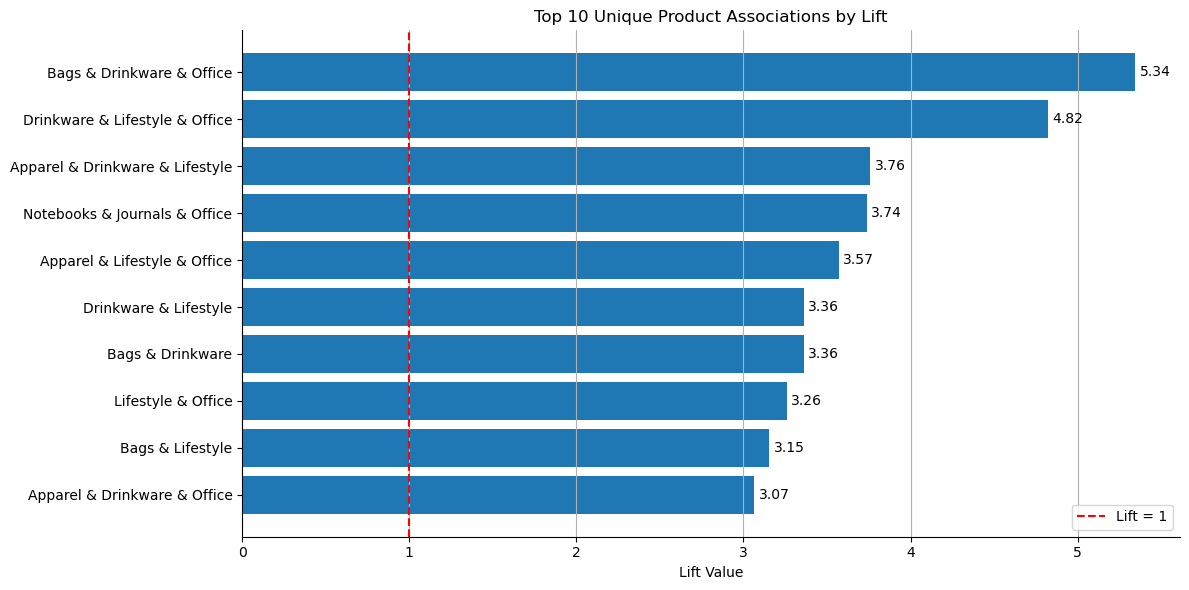 Top 10 Unique Product Associations by Lift
Bags & Drinkware & Office 5.34
Drinkware & Lifestyle & Office 4.82
Apparel & Drinkware & Lifestyle 3.76
Notebooks & Journals & Office 3.74
Apparel & Lifestyle & Office 3.57
Drinkware & Lifestyle 3.36
Bags & Drinkware 3.36
Lifestyle & Office 3.26
Bags & Lifestyle 3.15
Apparel & Drinkware & Office 3.07
Lift = 1
0 1 2 3 4 5
Lift Value